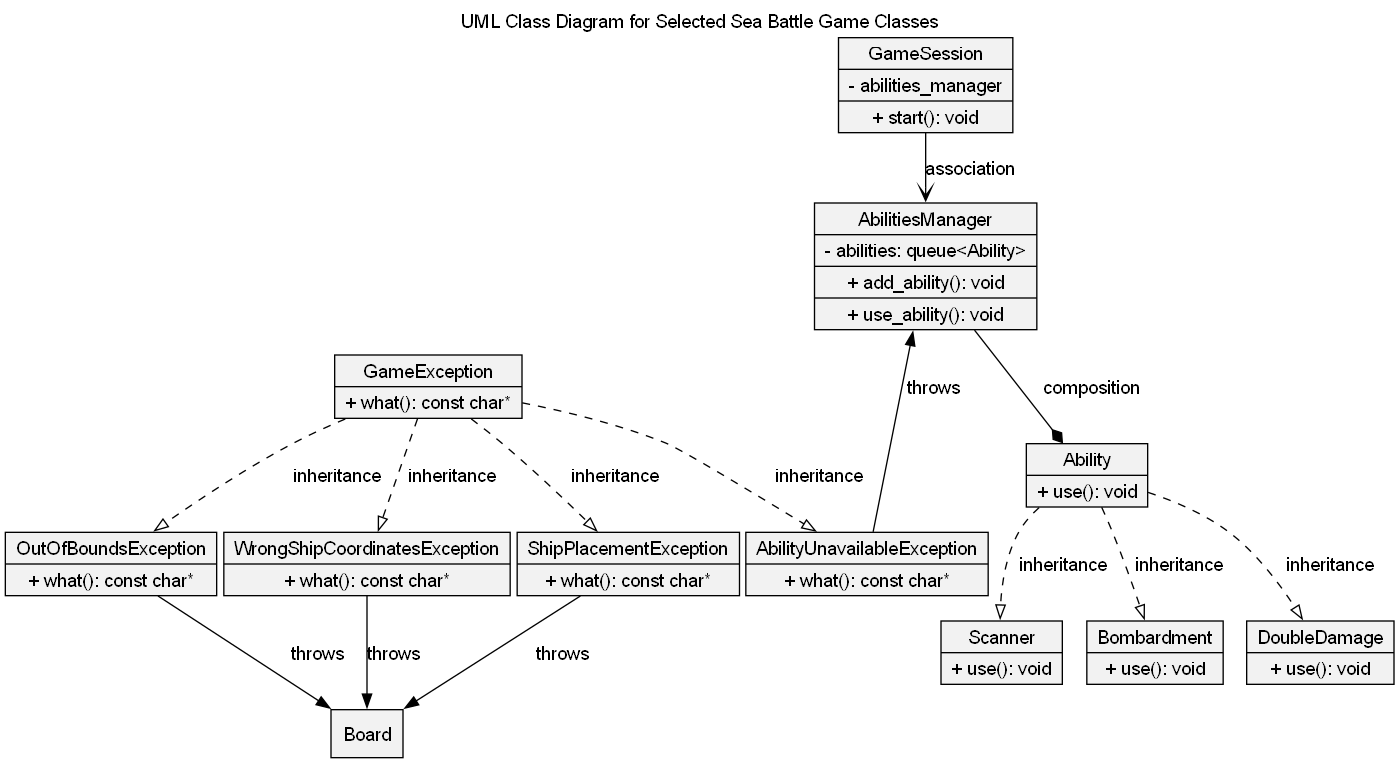 UML Class Diagram for Selected Sea Battle Game Classes
GameSession
- abilities_manager
+ start(): void
association
AbilitiesManager
- abilities: queue<Ability>
+ add_ability(): void
+ use_ability(): void
GameException
+ what(): const char*
throws
composition
Ability
+ use(): void
inheritance
inheritance
inheritance
inheritance
OutOfBoundsException
+ what(): const char*
WrongShipCoordinatesException
+ what(): const char*
ShipPlacementException
+ what(): const char*
AbilityUnavailableException
+ what(): const char*
inheritance
inheritance
inheritance
Scanner
+ use(): void
Bombardment
+ use(): void
DoubleDamage
+ use(): void
throws
throws
throws
Board